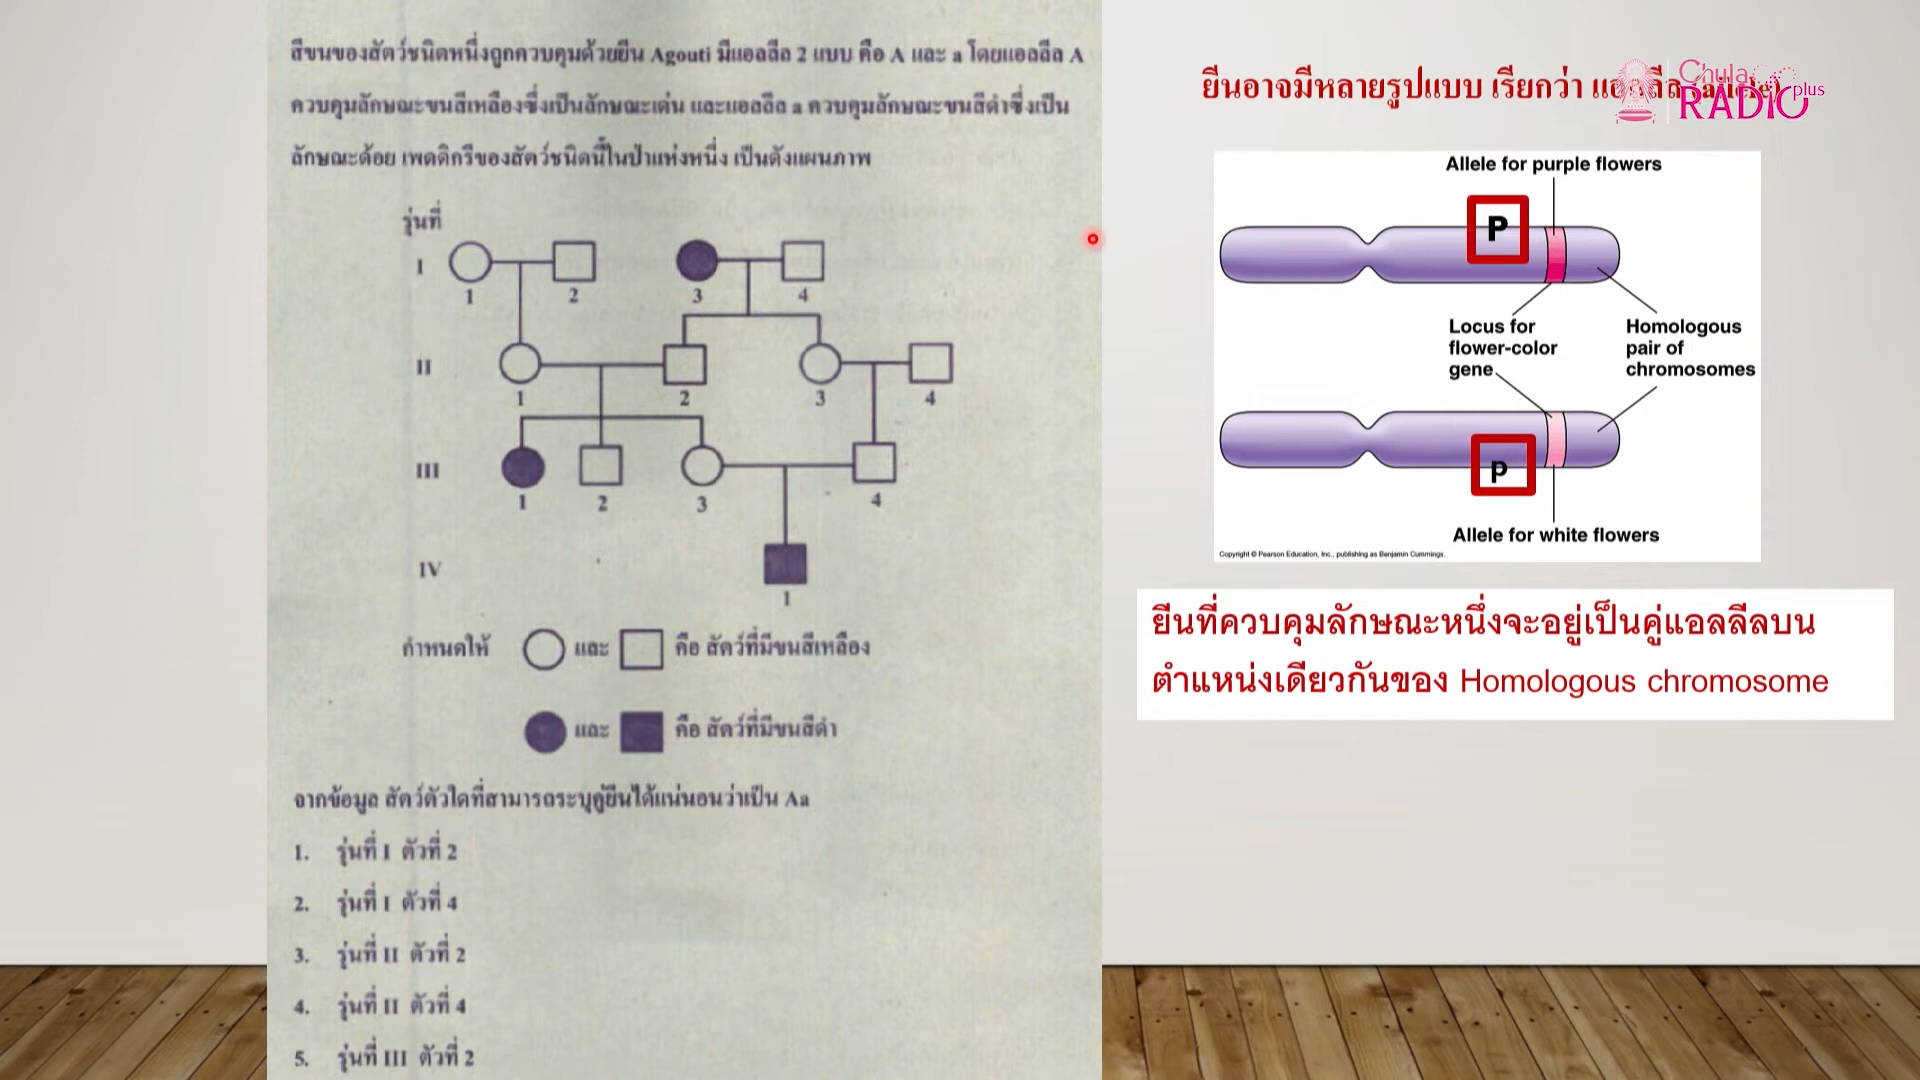 สีขนของสัตว์ชนิดหนึ่งถูกควบคุมด้วยยีน Agouti มีแอลลีล 2 แบบ คือ A และ a โดยแอลลีล A
ควบคุมลักษณะขนสีเหลืองซึ่งเป็นลักษณะเด่น และแอลลีล a ควบคุมลักษณะขนสีดำซึ่งเป็น
ลักษณะด้อย เพดดิกรีของสัตว์ชนิดนี้ในป่าแห่งหนึ่ง เป็นดังแผนภาพ
รุ่นที่
I
1 2 3 4
II
1 2 3 4
III
1 2 3 4
IV
1
กำหนดให้ และ คือ สัตว์ที่มีขนสีเหลือง
และ คือ สัตว์ที่มีขนสีดำ
จากข้อมูล สัตว์ตัวใดที่สามารถระบุคู่ยีนได้แน่นอนว่าเป็น Aa
1. รุ่นที่ I ตัวที่ 2
2. รุ่นที่ I ตัวที่ 4
3. รุ่นที่ II ตัวที่ 2
4. รุ่นที่ II ตัวที่ 4
5. รุ่นที่ III ตัวที่ 2
ยีนอาจมีหลายรูปแบบ เรียกว่า
Chula
RADIO plus
Allele for purple flowers
P
Locus for
flower-color
gene
Homologous
pair of
chromosomes
p
Allele for white flowers
Copyright © Pearson Education, Inc., publishing as Benjamin Cummings.
ยีนที่ควบคุมลักษณะหนึ่งจะอยู่เป็นคู่แอลลีลบน
ตำแหน่งเดียวกันของ Homologous chromosome